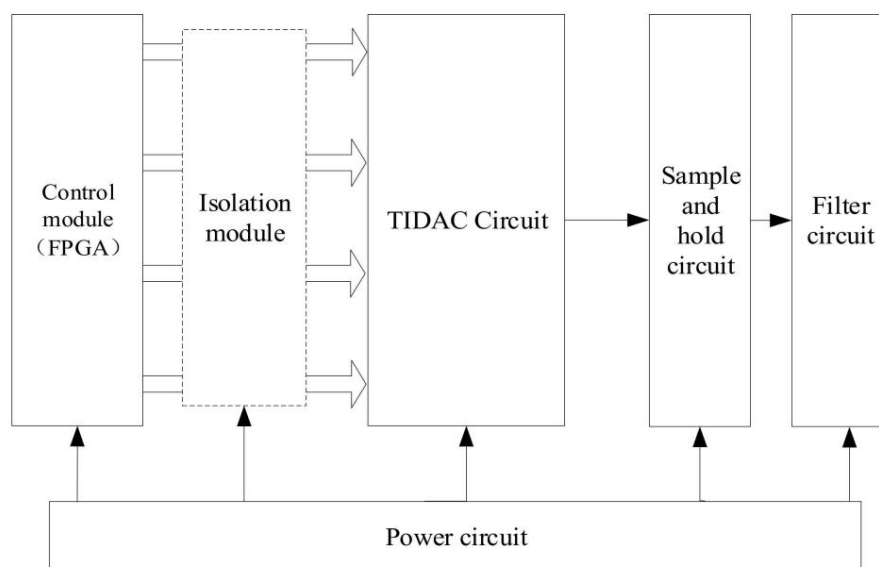 Control
module
（FPGA）
Isolation
module
TIDAC Circuit
Sample
and
hold
circuit
Filter
circuit
Power circuit